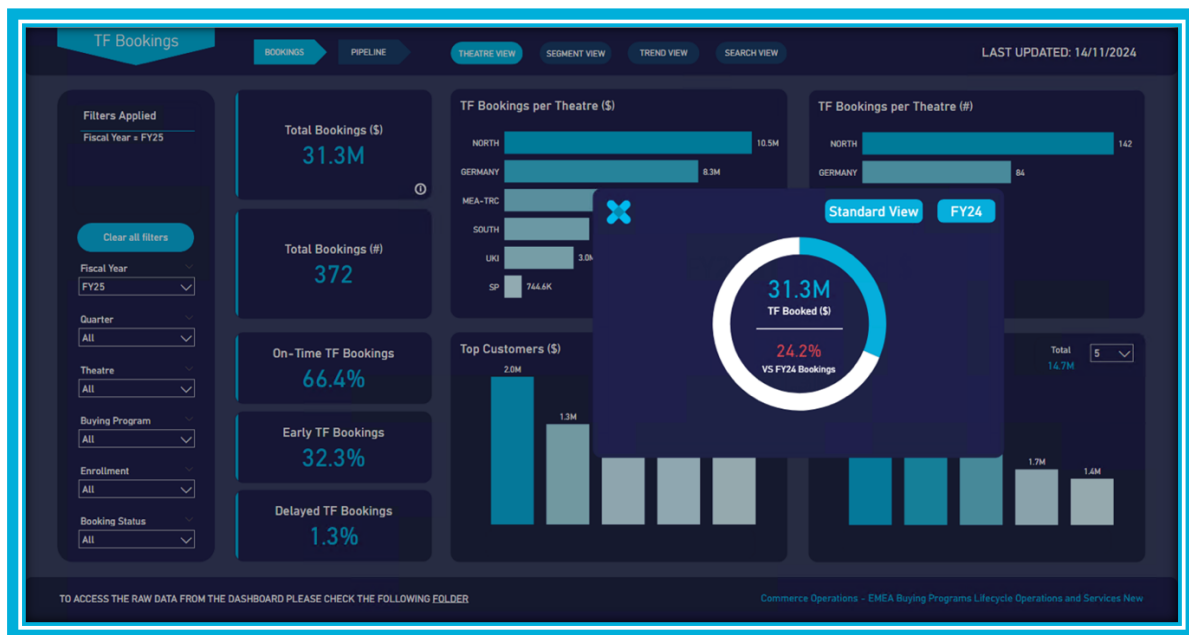 TF Bookings
BOOKINGS
PIPELINE
THEATRE VIEW
SEGMENT VIEW
TREND VIEW
SEARCH VIEW
LAST UPDATED: 14/11/2024
Filters Applied
Fiscal Year = FY25
Clear all filters
Fiscal Year
FY25
Quarter
All
Theatre
All
Buying Program
All
Enrollment
All
Booking Status
All
Total Bookings ($)
31.3M
Total Bookings (#)
372
On-Time TF Bookings
66.4%
Early TF Bookings
32.3%
Delayed TF Bookings
1.3%
TF Bookings per Theatre ($)
NORTH
10.5M
GERMANY
8.3M
MEA-TRC
SOUTH
UKI
SP
744.6K
TF Bookings per Theatre (#)
NORTH
142
GERMANY
84
Standard View
FY24
31.3M
TF Booked ($)
24.2%
VS FY24 Bookings
Top Customers ($)
2.0M
1.3M
Total
14.7M
5
1.7M
1.4M
TO ACCESS THE RAW DATA FROM THE DASHBOARD PLEASE CHECK THE FOLLOWING FOLDER
Commerce Operations - EMEA Buying Programs Lifecycle Operations and Services New